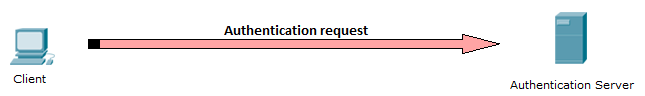 Authentication request
Client
Authentication Server